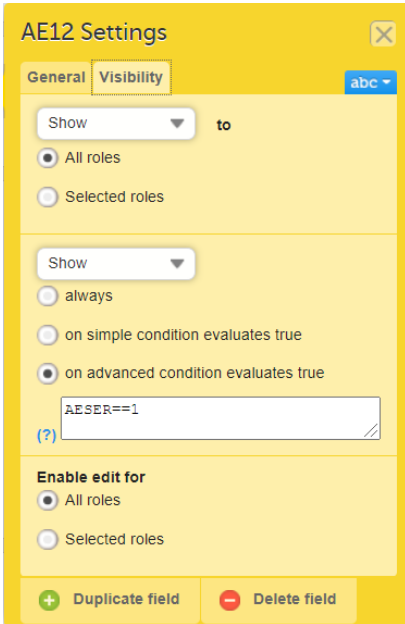 AE12 Settings
General Visibility
abc
Show to
All roles
Selected roles
Show
always
on simple condition evaluates true
on advanced condition evaluates true
AESER==1
(?)
Enable edit for
All roles
Selected roles
Duplicate field Delete field